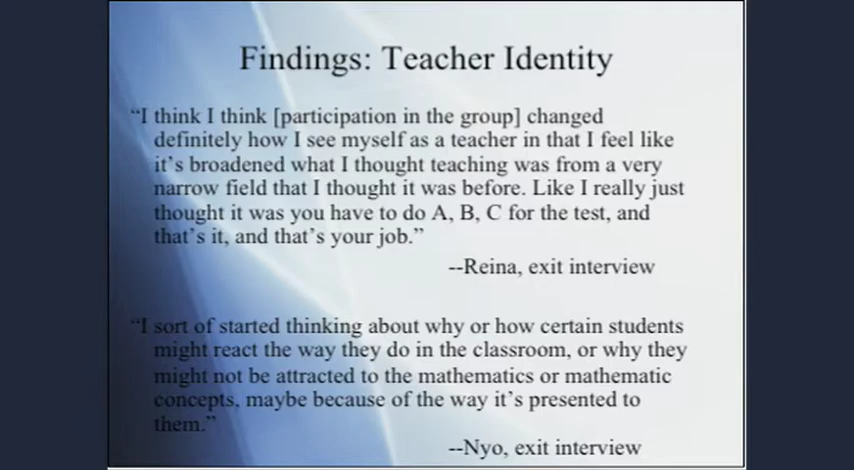 Findings: Teacher Identity
“I think I think [participation in the group] changed
definitely how I see myself as a teacher in that I feel like
it’s broadened what I thought teaching was from a very
narrow field that I thought it was before. Like I really just
thought it was you have to do A, B, C for the test, and
that’s it, and that’s your job.”
--Reina, exit interview
“I sort of started thinking about why or how certain students
might react the way they do in the classroom, or why they
might not be attracted to the mathematics or mathematic
concepts, maybe because of the way it’s presented to
them.”
--Nyo, exit interview